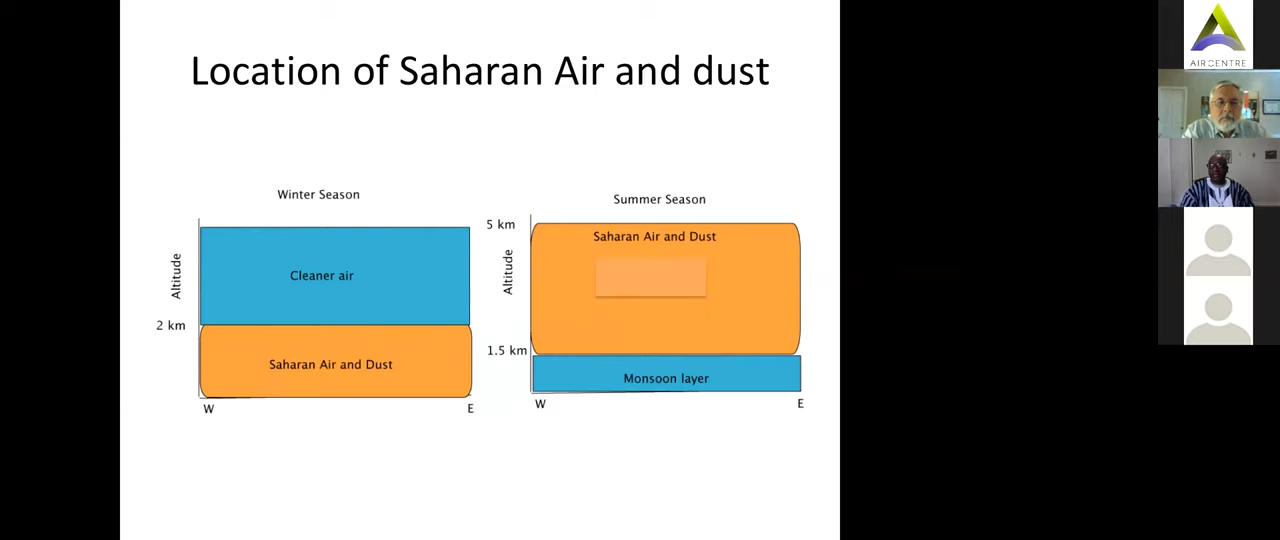 Location of Saharan Air and dust
Winter Season
Altitude
Cleaner air
2 km
Saharan Air and Dust
W
E
Summer Season
5 km
Altitude
Saharan Air and Dust
1.5 km
Monsoon layer
W
E
AIR CENTRE